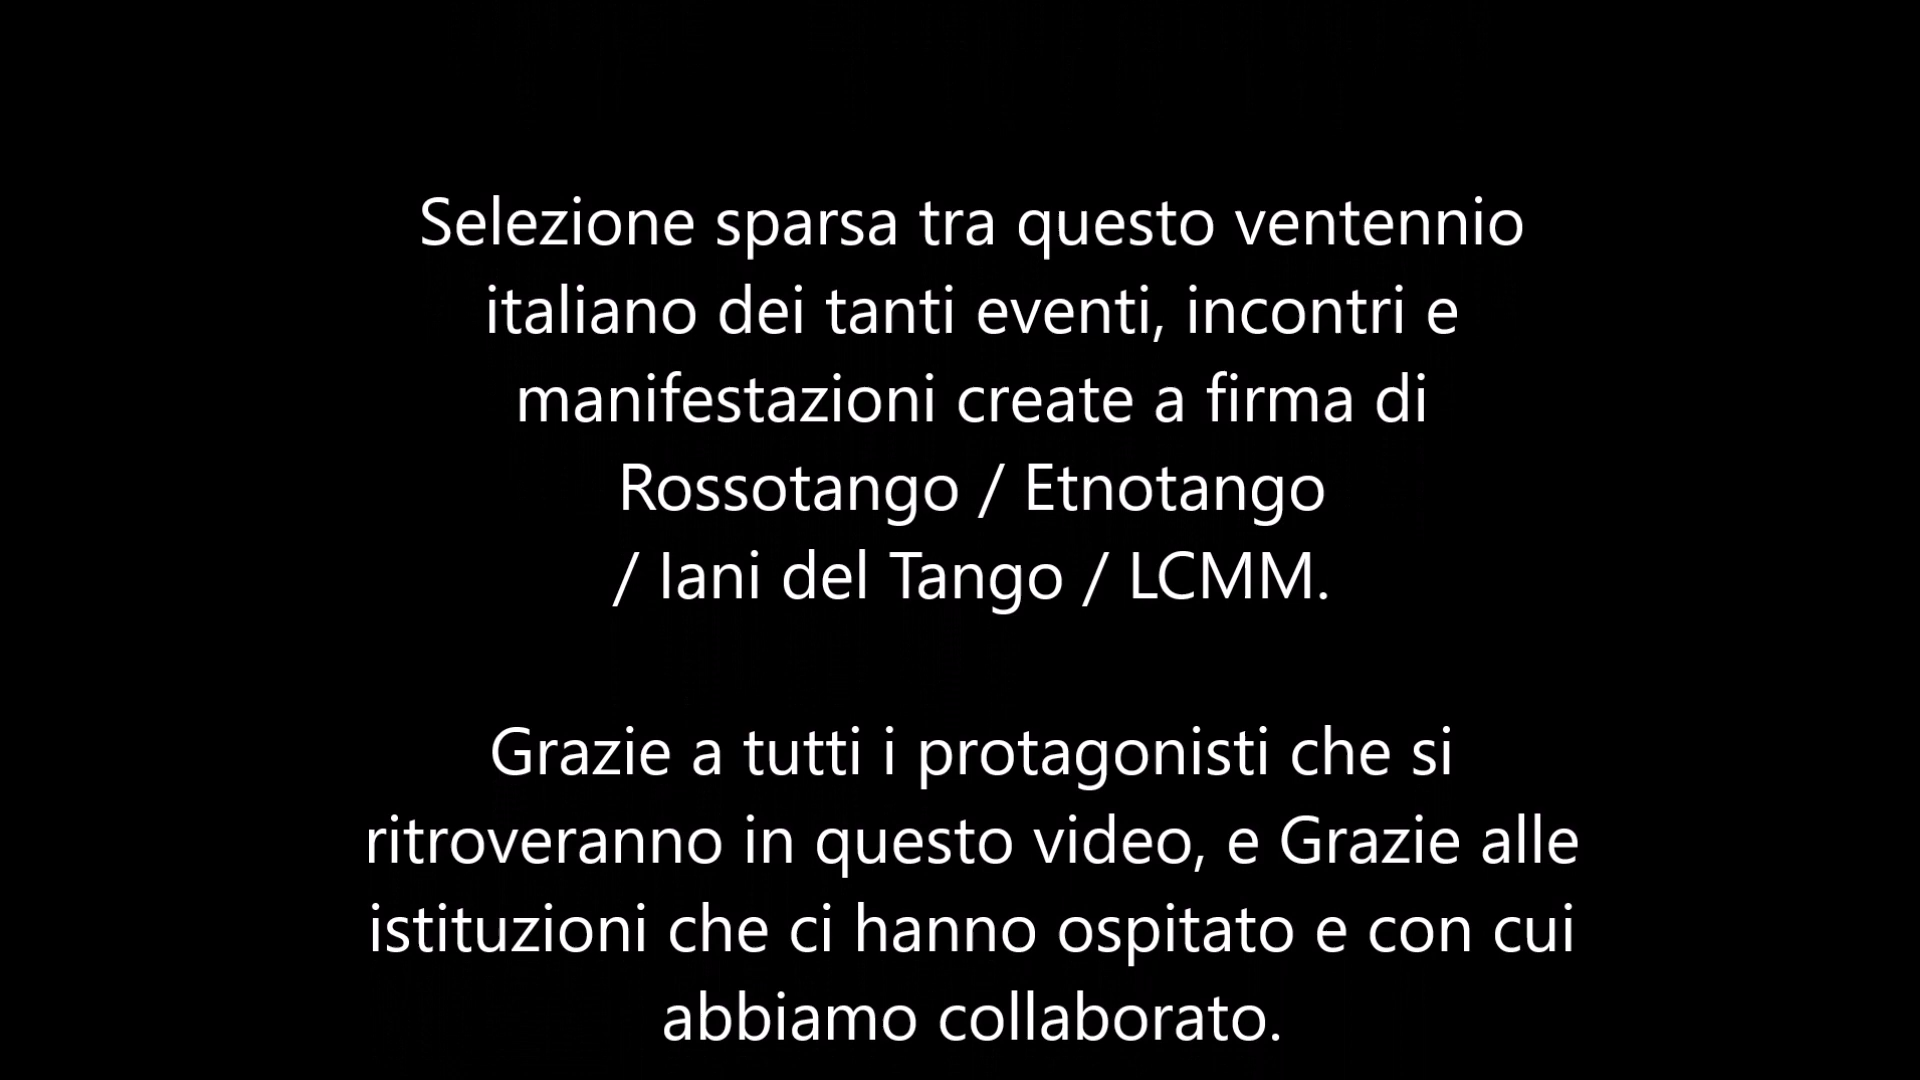 Selezione sparsa tra questo ventennio
italiano dei tanti eventi, incontri e
manifestazioni create a firma di
Rossotango / Etnotango
/ Iani del Tango / LCMM.
Grazie a tutti i protagonisti che si
ritroveranno in questo video, e Grazie alle
istituzioni che ci hanno ospitato e con cui
abbiamo collaborato.